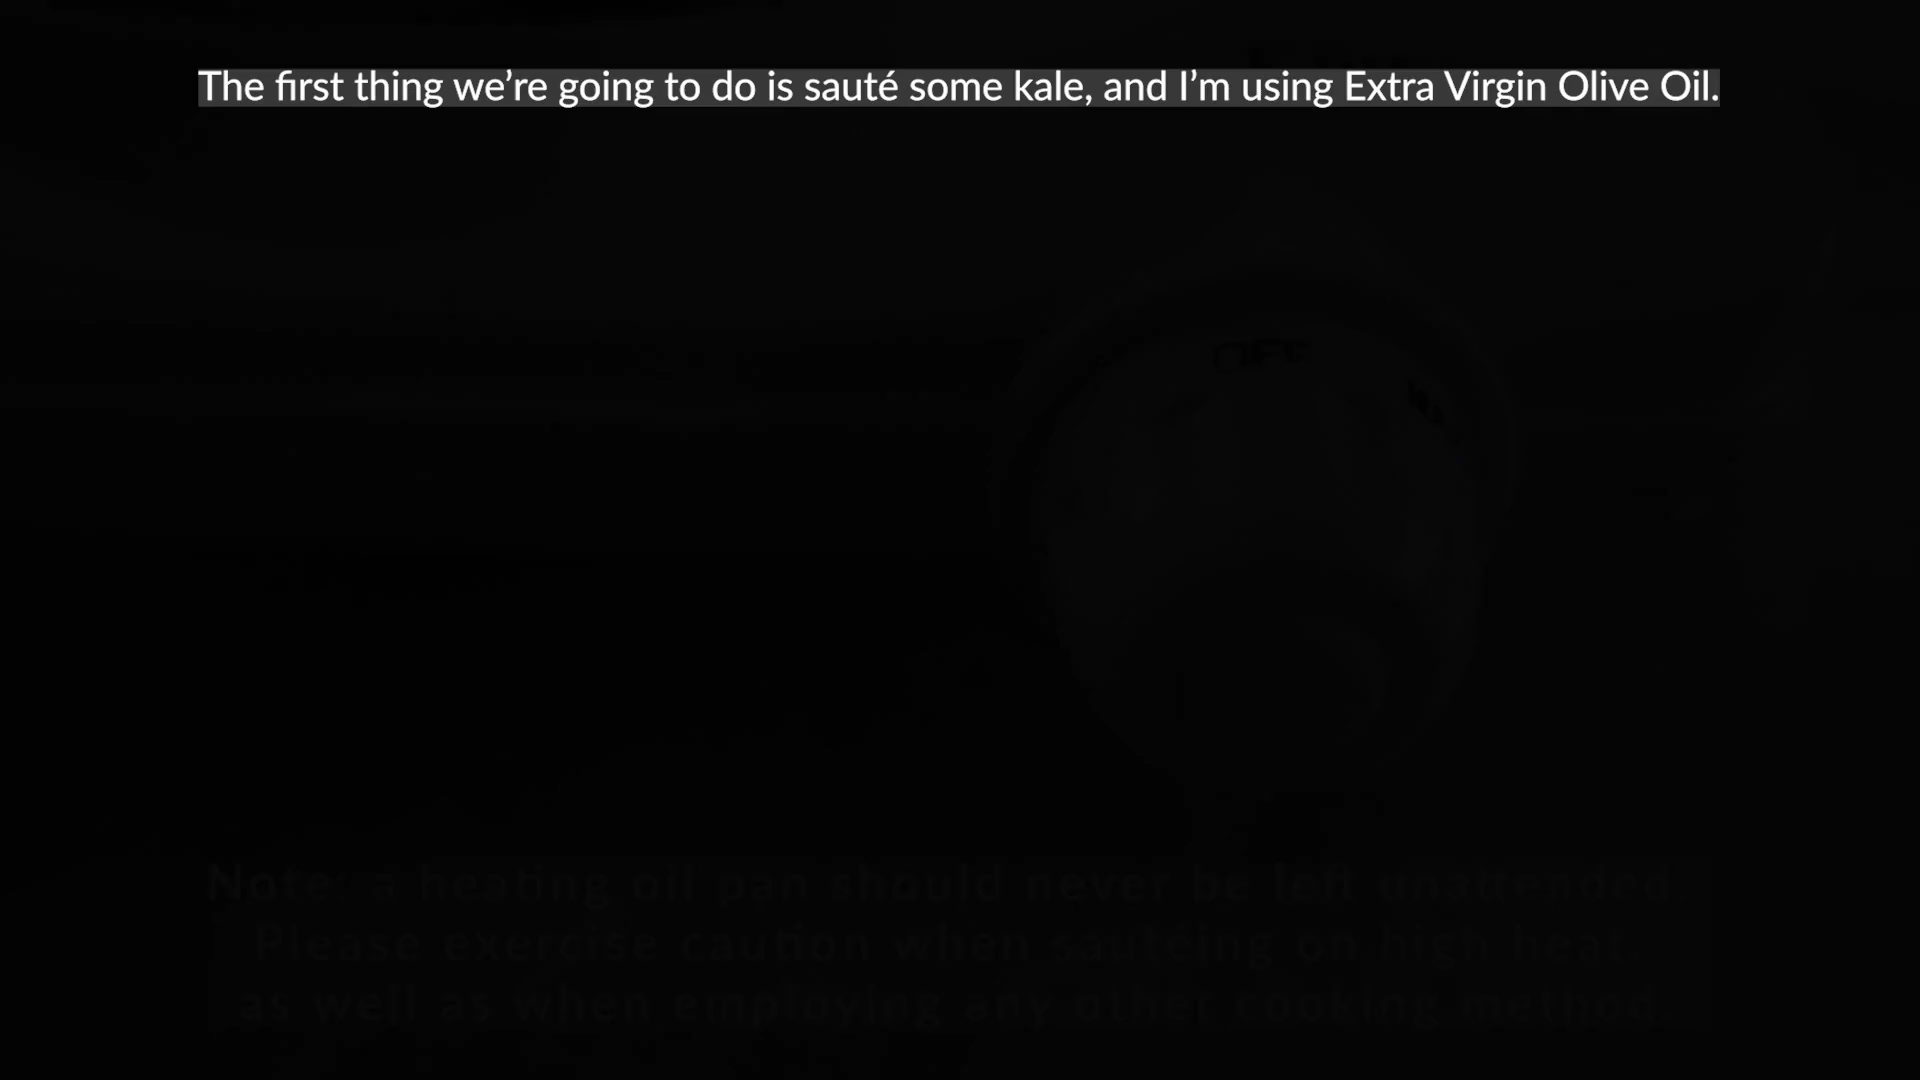 The first thing we’re going to do is sauté some kale, and I’m using Extra Virgin Olive Oil.
Note: a heating oil pan should never be left unattended.
Please exercise caution when sautéing on high heat
as well as when employing any other cooking method.